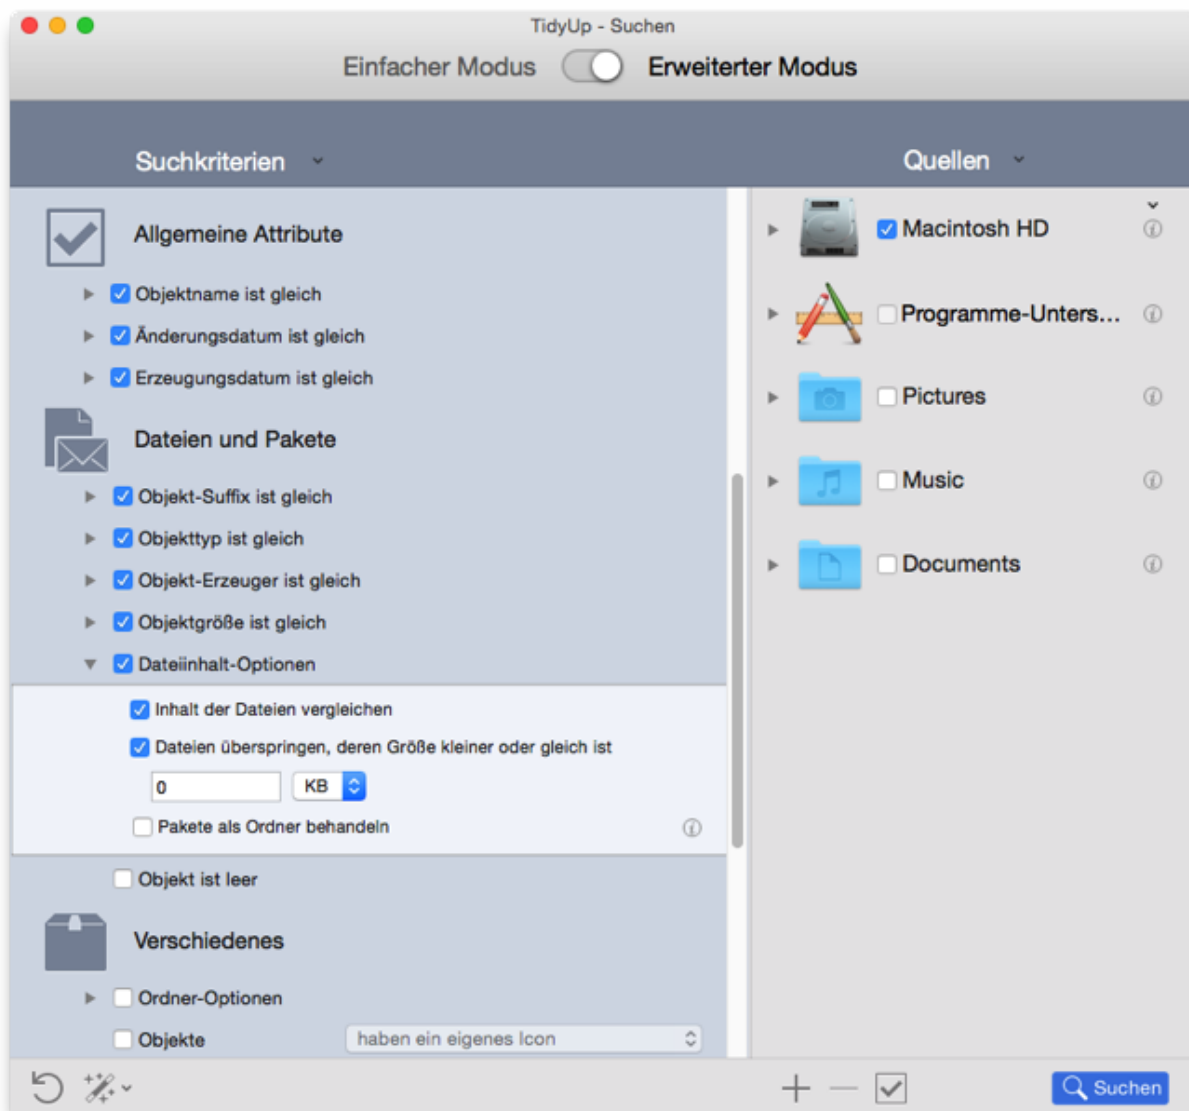 TidyUp - Suchen
Einfacher Modus Erweiterter Modus
Suchkriterien
Quellen
Allgemeine Attribute
Objektname ist gleich
Änderungsdatum ist gleich
Erzeugungsdatum ist gleich
Dateien und Pakete
Objekt-Suffix ist gleich
Objekttyp ist gleich
Objekt-Erzeuger ist gleich
Objektgröße ist gleich
Dateiinhalt-Optionen
Inhalt der Dateien vergleichen
Dateien überspringen, deren Größe kleiner oder gleich ist
0 KB
Pakete als Ordner behandeln
Objekt ist leer
Verschiedenes
Ordner-Optionen
Objekte haben ein eigenes Icon
Macintosh HD
Programme-Unters...
Pictures
Music
Documents
Suchen